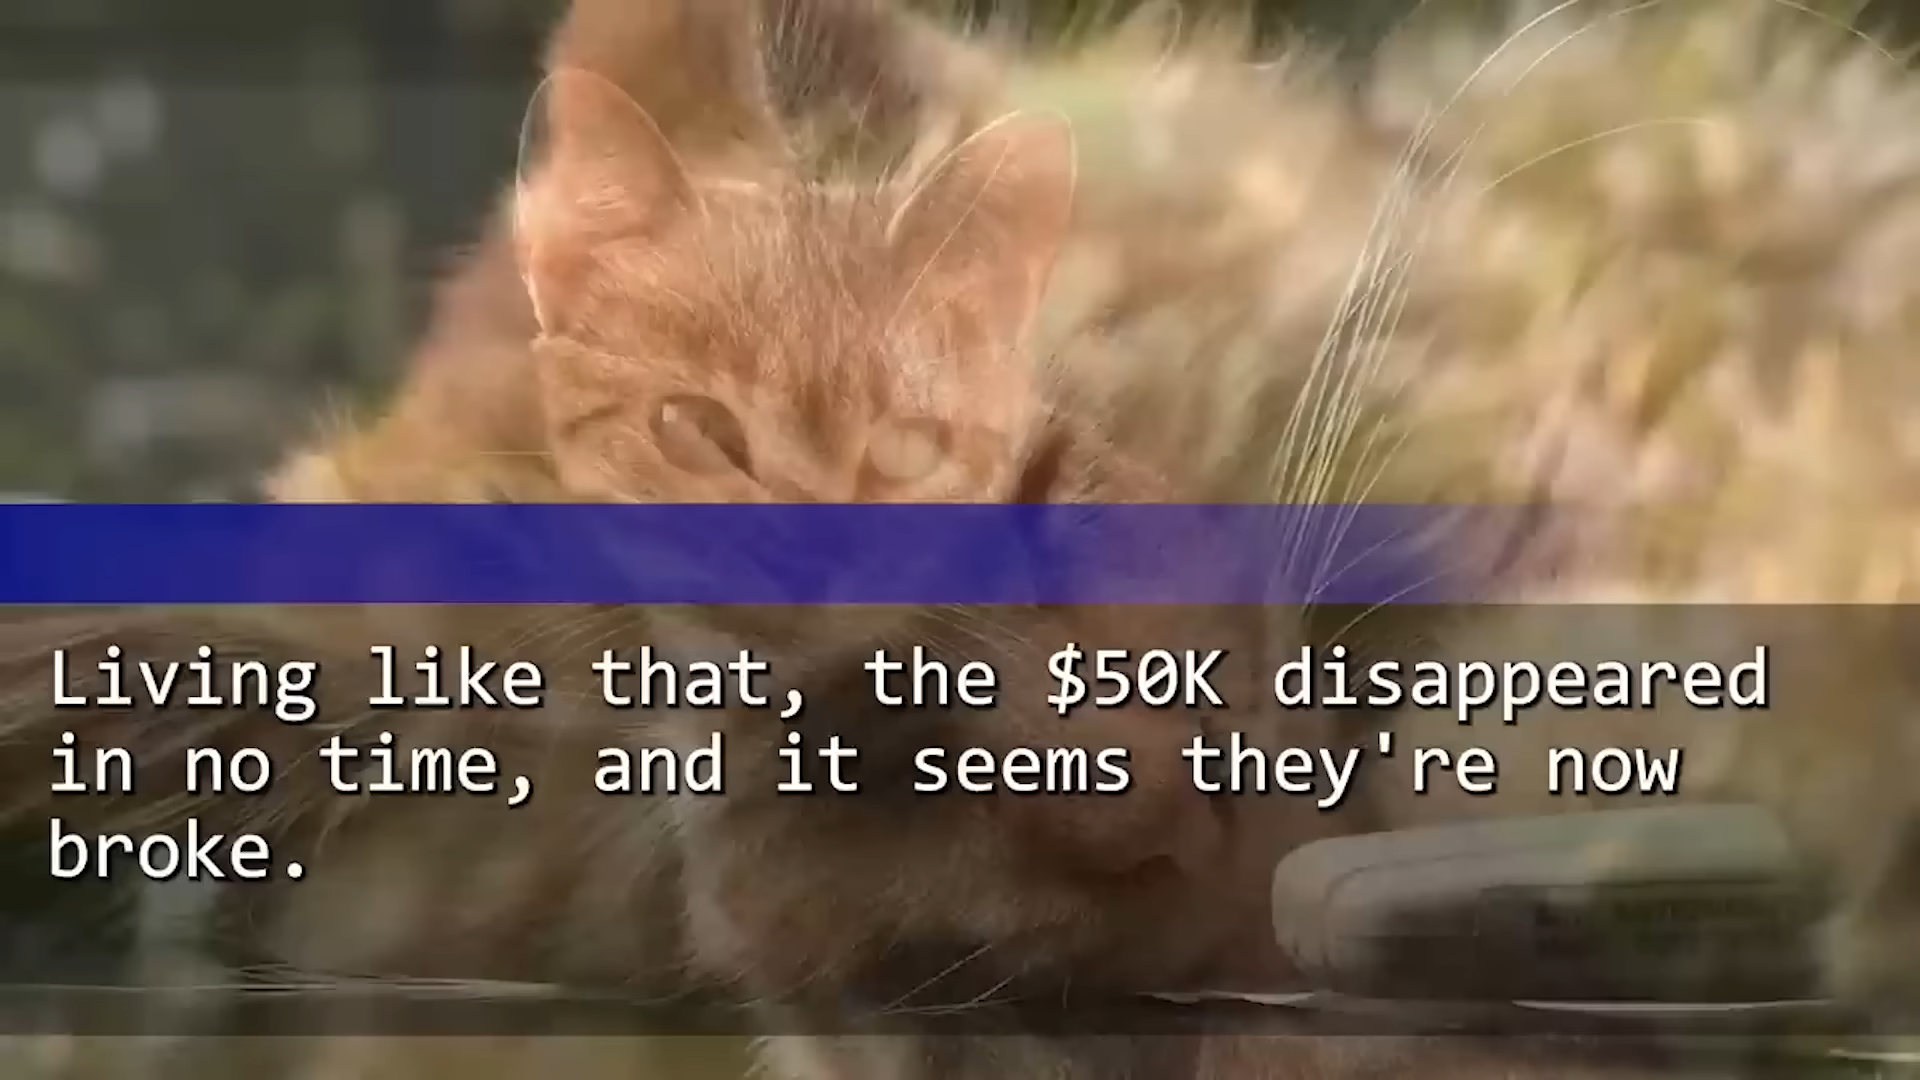 Living like that, the $50K disappeared
in no time, and it seems they're now
broke.